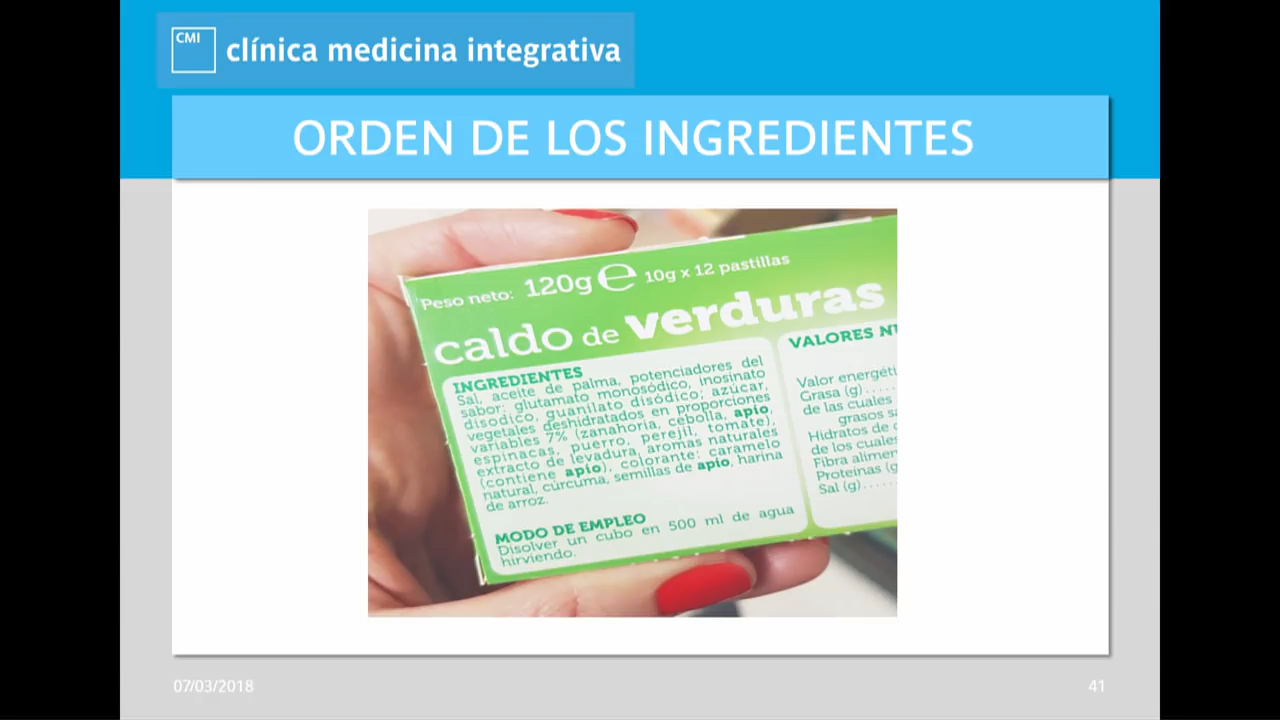 CMI
clínica medicina integrativa
ORDEN DE LOS INGREDIENTES
Peso neto: 120g e 10g x 12 pastillas
caldo de verduras
INGREDIENTES
Sal, aceite de palma, potenciadores del
sabor: glutamato monosódico, inosinato
disódico, guanilato disódico; azúcar,
vegetales deshidratados en proporciones
variables 7% (zanahoria, cebolla, apio,
espinacas, puerro, perejil, tomate),
extracto de levadura, aromas naturales
(contiene apio), colorante: caramelo
natural, cúrcuma, semillas de apio, harina
de arroz.
MODO DE EMPLEO
Disolver un cubo en 500 ml de agua
hirviendo.
VALORES
Valor
Grasa (g)
de las cuales
grasos
Hidratos de
de los cuales
Fibra
Proteínas
Sal (g)
07/03/2018
41